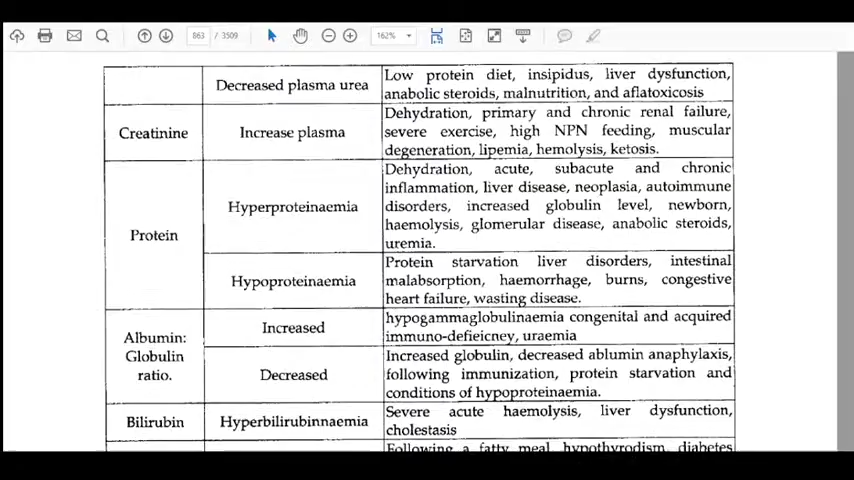 863 / 3509
162%
Decreased plasma urea
Low protein diet, insipidus, liver dysfunction,
anabolic steroids, malnutrition, and aflatoxicosis
Creatinine
Increase plasma
Dehydration, primary and chronic renal failure,
severe exercise, high NPN feeding, muscular
degeneration, lipemia, hemolysis, ketosis.
Protein
Hyperproteinaemia
Dehydration, acute, subacute and chronic
inflammation, liver disease, neoplasia, autoimmune
disorders, increased globulin level, newborn,
haemolysis, glomerular disease, anabolic steroids,
uremia.
Hypoproteinaemia
Protein starvation liver disorders, intestinal
malabsorption, haemorrhage, burns, congestive
heart failure, wasting disease.
Albumin:
Globulin
ratio.
Increased
hypogammaglobulinaemia congenital and acquired
immuno-defieicney, uraemia
Decreased
Increased globulin, decreased ablumin anaphylaxis,
following immunization, protein starvation and
conditions of hypoproteinaemia.
Bilirubin
Hyperbilirubinnaemia
Severe acute haemolysis, liver dysfunction,
cholestasis
Following a fatty meal, hypothyrodism, diabetes